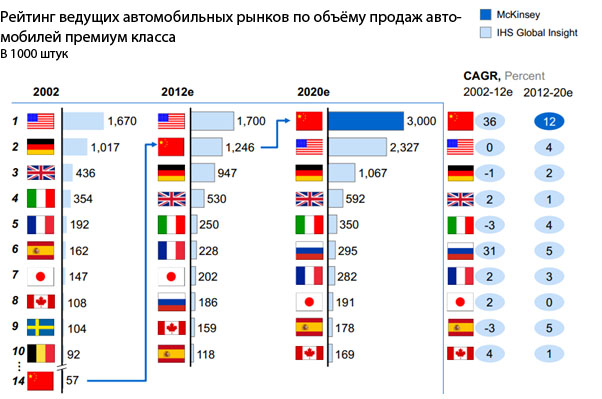 Рейтинг ведущих автомобильных рынков по объёму продаж авто-
мобилей премиум класса
В 1000 штук
McKinsey
IHS Global Insight
CAGR, Percent
2002 2012e 2020e 2002-12e 2012-20e
1 1,670 1,700 3,000 36 12
2 1,017 1,246 2,327 0 4
3 436 947 1,067 -1 2
4 354 530 592 2 1
5 192 250 350 -3 4
6 162 228 295 31 5
7 147 202 282 2 3
8 108 186 191 2 0
9 104 159 178 -3 5
10 92 118 169 4 1
14 57